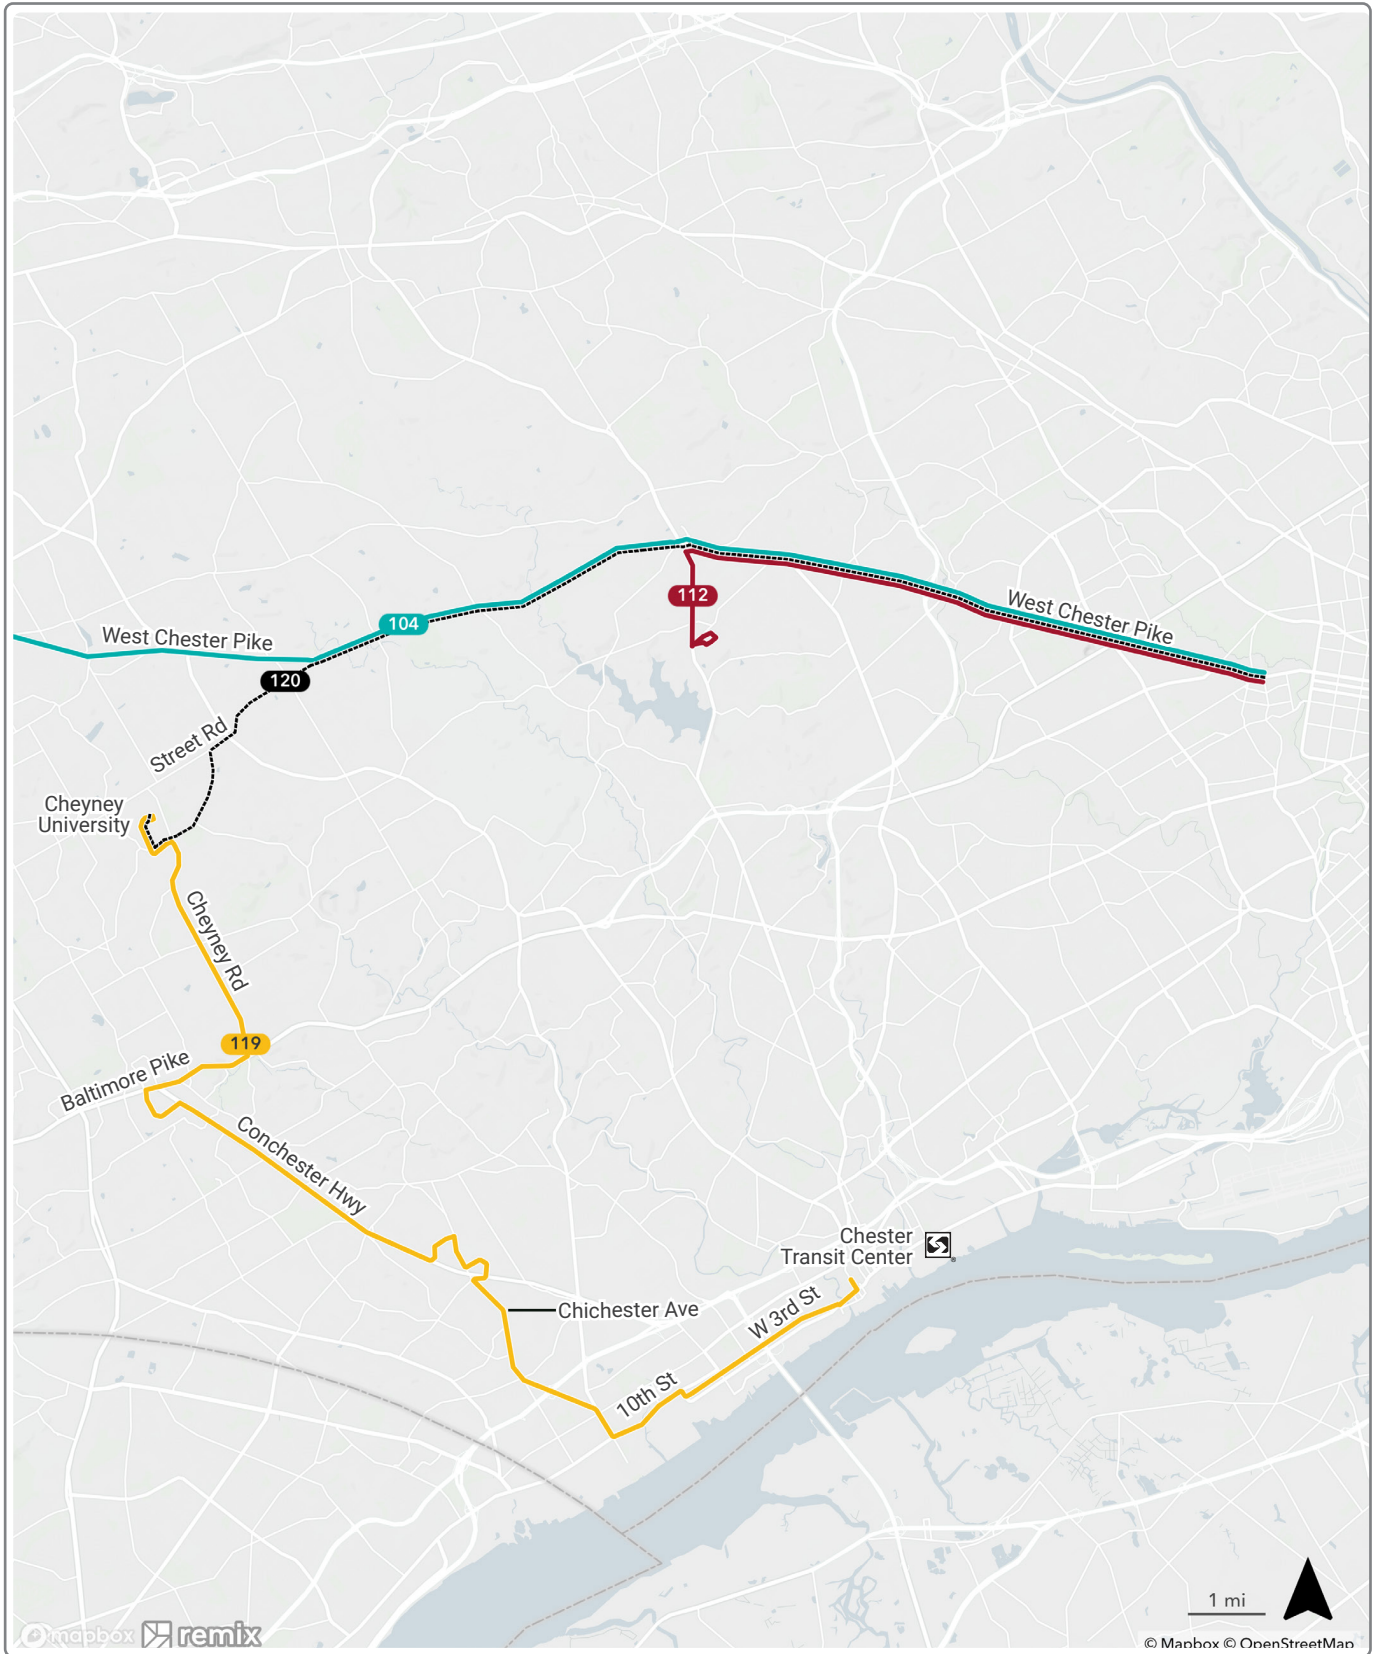 112
West Chester Pike
104
West Chester Pike
120
Street Rd
Cheyney
University
Cheyney Rd
119
Baltimore Pike
Conchester Hwy
Chester
Transit Center
Chichester Ave
W 3rd St
10th St
1 mi
mapbox
remix
© Mapbox © OpenStreetMap